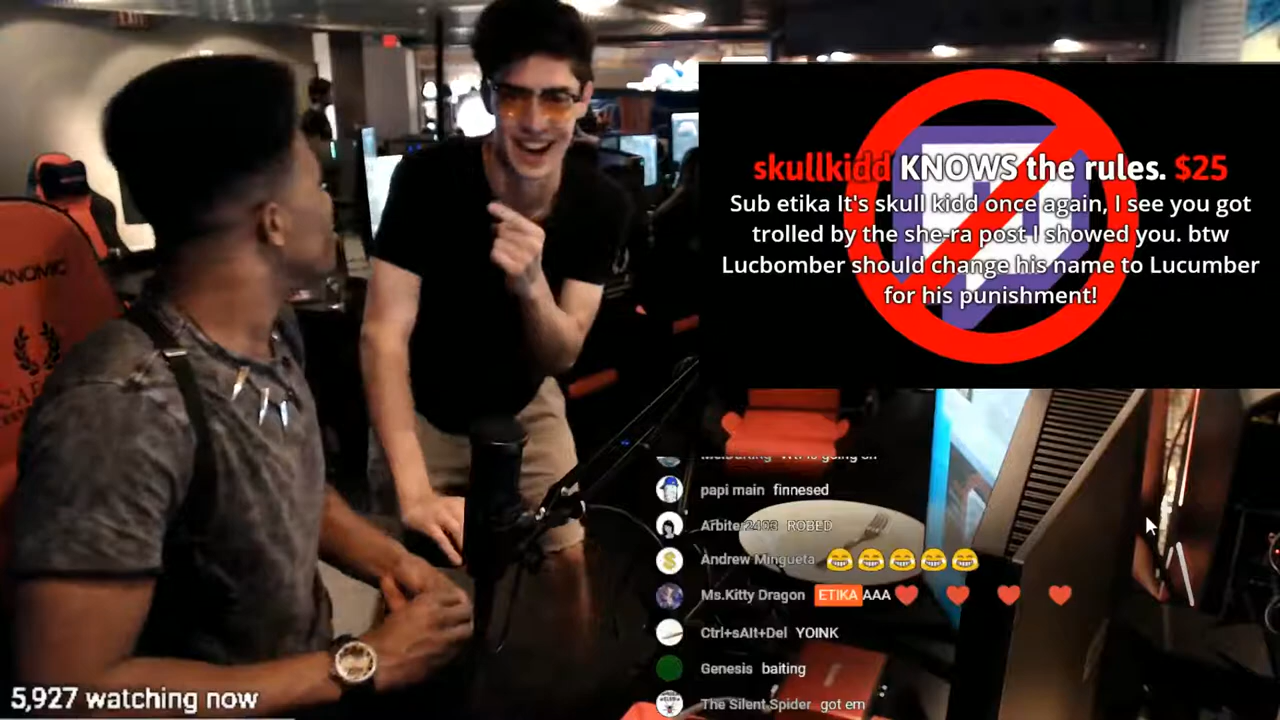 EXIT
KNOMIC
skullkidd KNOWS the rules. $25
Sub etika It's skull kidd once again, I see you got
trolled by the she-ra post I showed you. btw
Lucbomber should change his name to Lucumber
for his punishment!
papi main finnesed
Arbiter2403 ROBED
Andrew Mingueta 😂😂😂😂😂
Ms.Kitty Dragon ETIKA AAA ❤ ❤ ❤ ❤
Ctrl+sAlt+Del YOINK
Genesis baiting
The Silent Spider got em
5,927 watching now